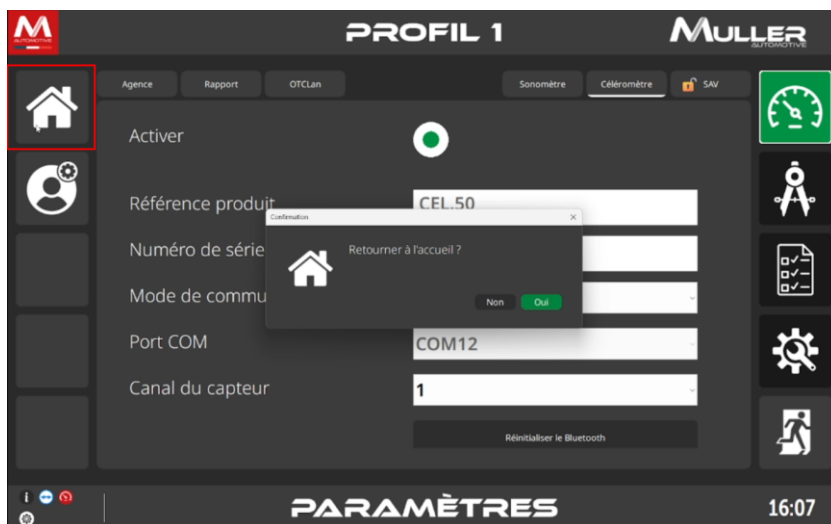 M
AUTOMOTIVE
PROFIL 1
MULLER
AUTOMOTIVE
Agence
Rapport
OTCLan
Sonomètre
Céléromètre
SAV
Activer
Référence produit
CEL.50
Confirmation
×
Numéro de série
Retourner à l'accueil ?
Mode de commu
Non
Oui
Port COM
COM12
Canal du capteur
1
Réinitialiser le Bluetooth
i
PARAMÈTRES
16:07